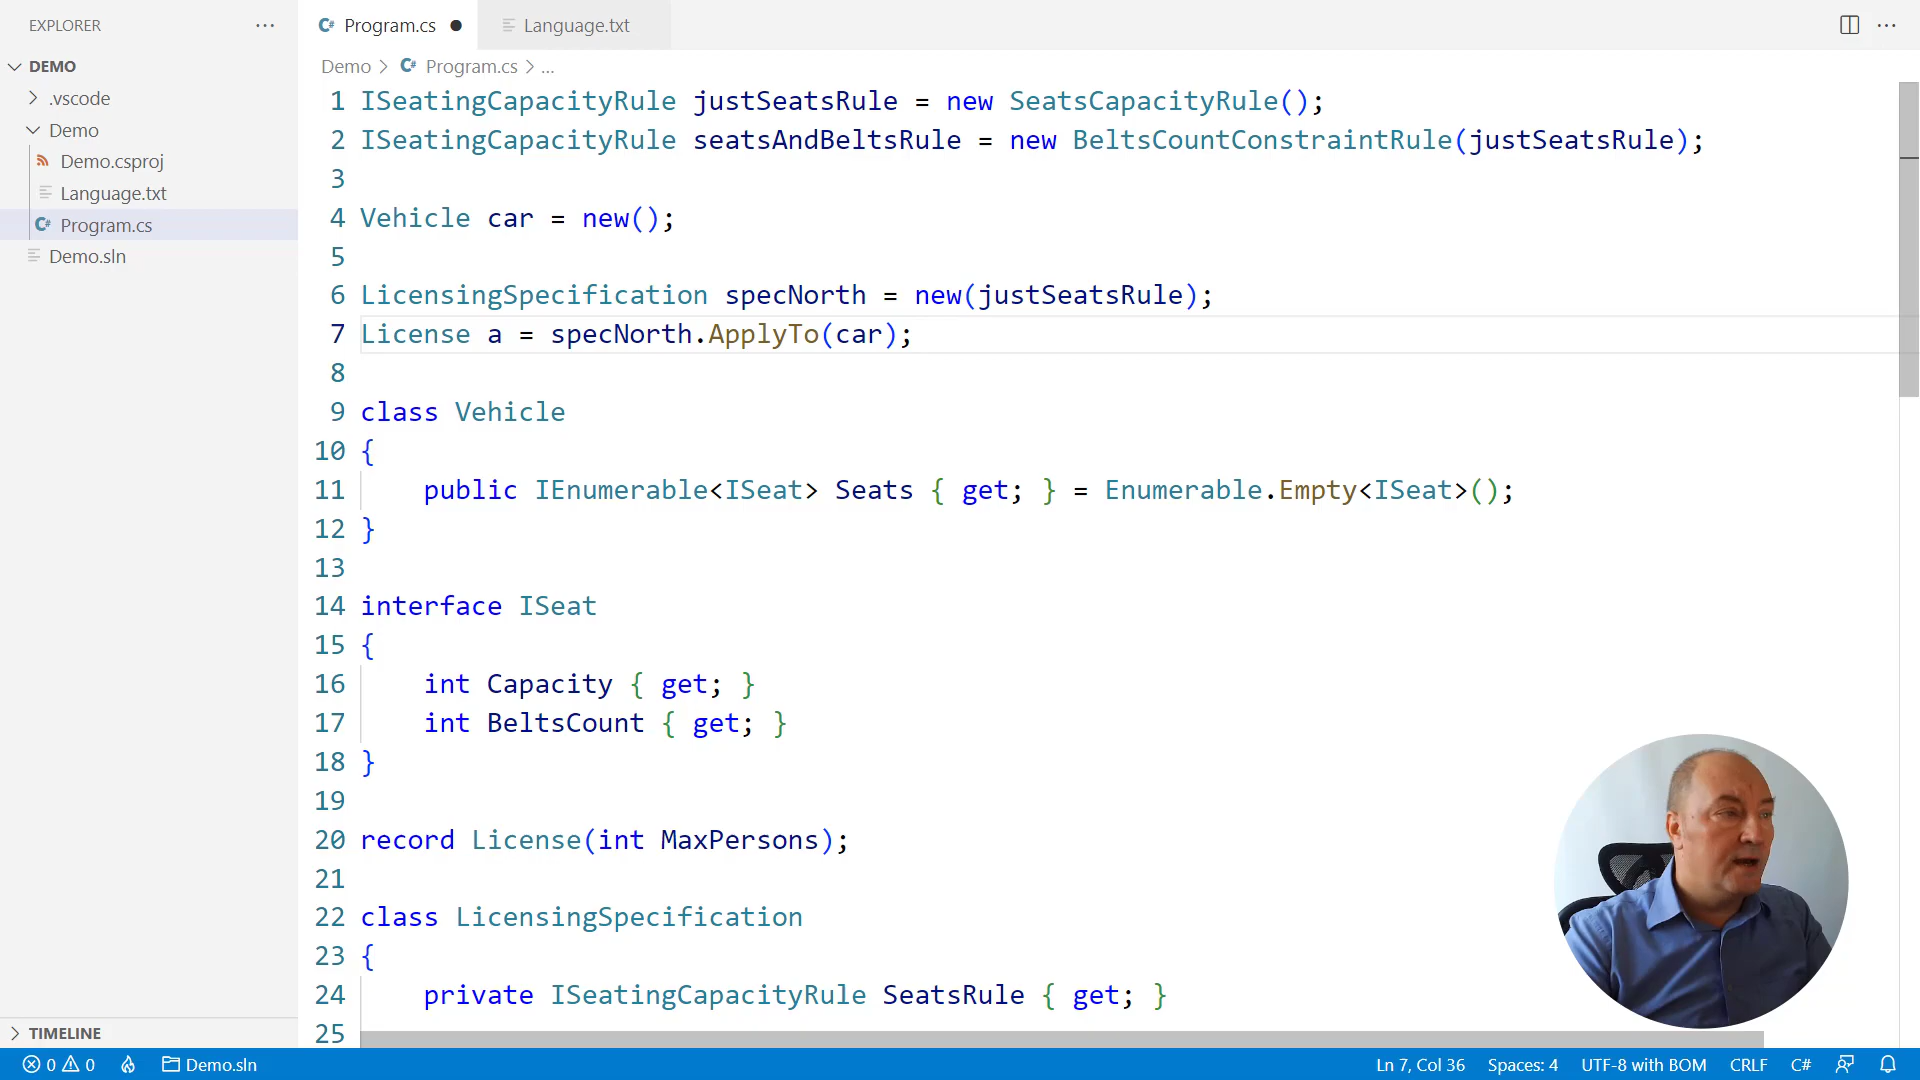 EXPLORER
DEMO
.vscode
Demo
Demo.csproj
Language.txt
Program.cs
Demo.sln
TIMELINE
Program.cs
Language.txt
Demo > Program.cs > ...
1 ISeatingCapacityRule justSeatsRule = new SeatsCapacityRule();
2 ISeatingCapacityRule seatsAndBeltsRule = new BeltsCountConstraintRule(justSeatsRule);
3
4 Vehicle car = new();
5
6 LicensingSpecification specNorth = new(justSeatsRule);
7 License a = specNorth.ApplyTo(car);
8
9 class Vehicle
10 {
11     public IEnumerable<ISeat> Seats { get; } = Enumerable.Empty<ISeat>();
12 }
13
14 interface ISeat
15 {
16     int Capacity { get; }
17     int BeltsCount { get; }
18 }
19
20 record License(int MaxPersons);
21
22 class LicensingSpecification
23 {
24     private ISeatingCapacityRule SeatsRule { get; }
25
0 0 Demo.sln
Ln 7, Col 36 Spaces: 4 UTF-8 with BOM CRLF C#